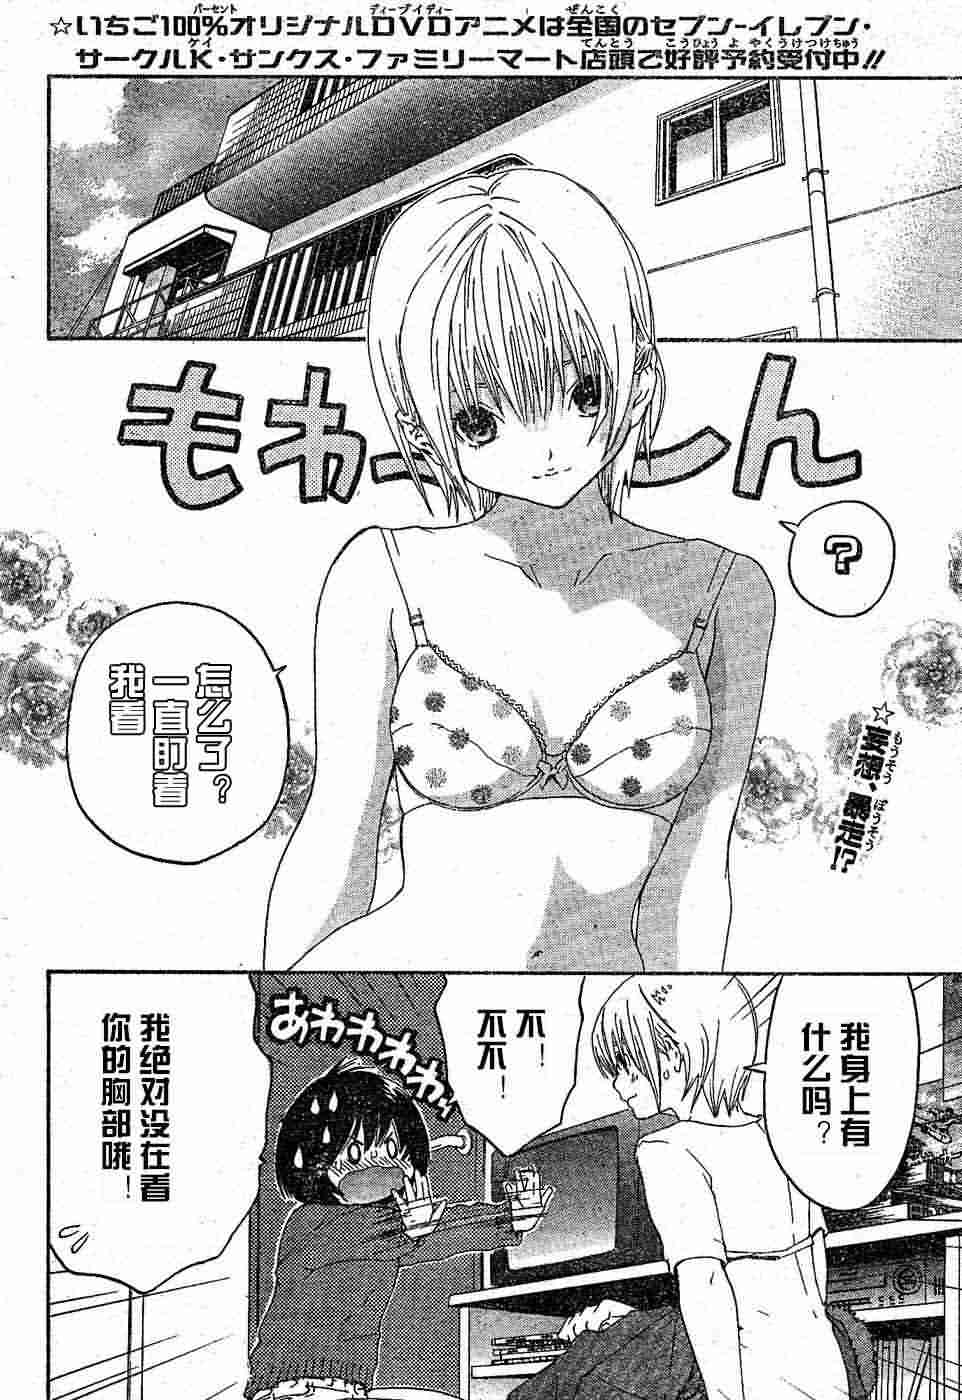 ☆いちご100%オリジナルDVDアニメは全国のセブン-イレブン・
サークルK・サンクス・ファミリーマート店頭で好評予約受付中!!
もわ～～ん
?
怎么了?
一直盯着
我看
☆妄想、暴走!?
我身上有
什么吗?
不!
不不!
あわわわわ
我绝对没在看
你的胸部哦!